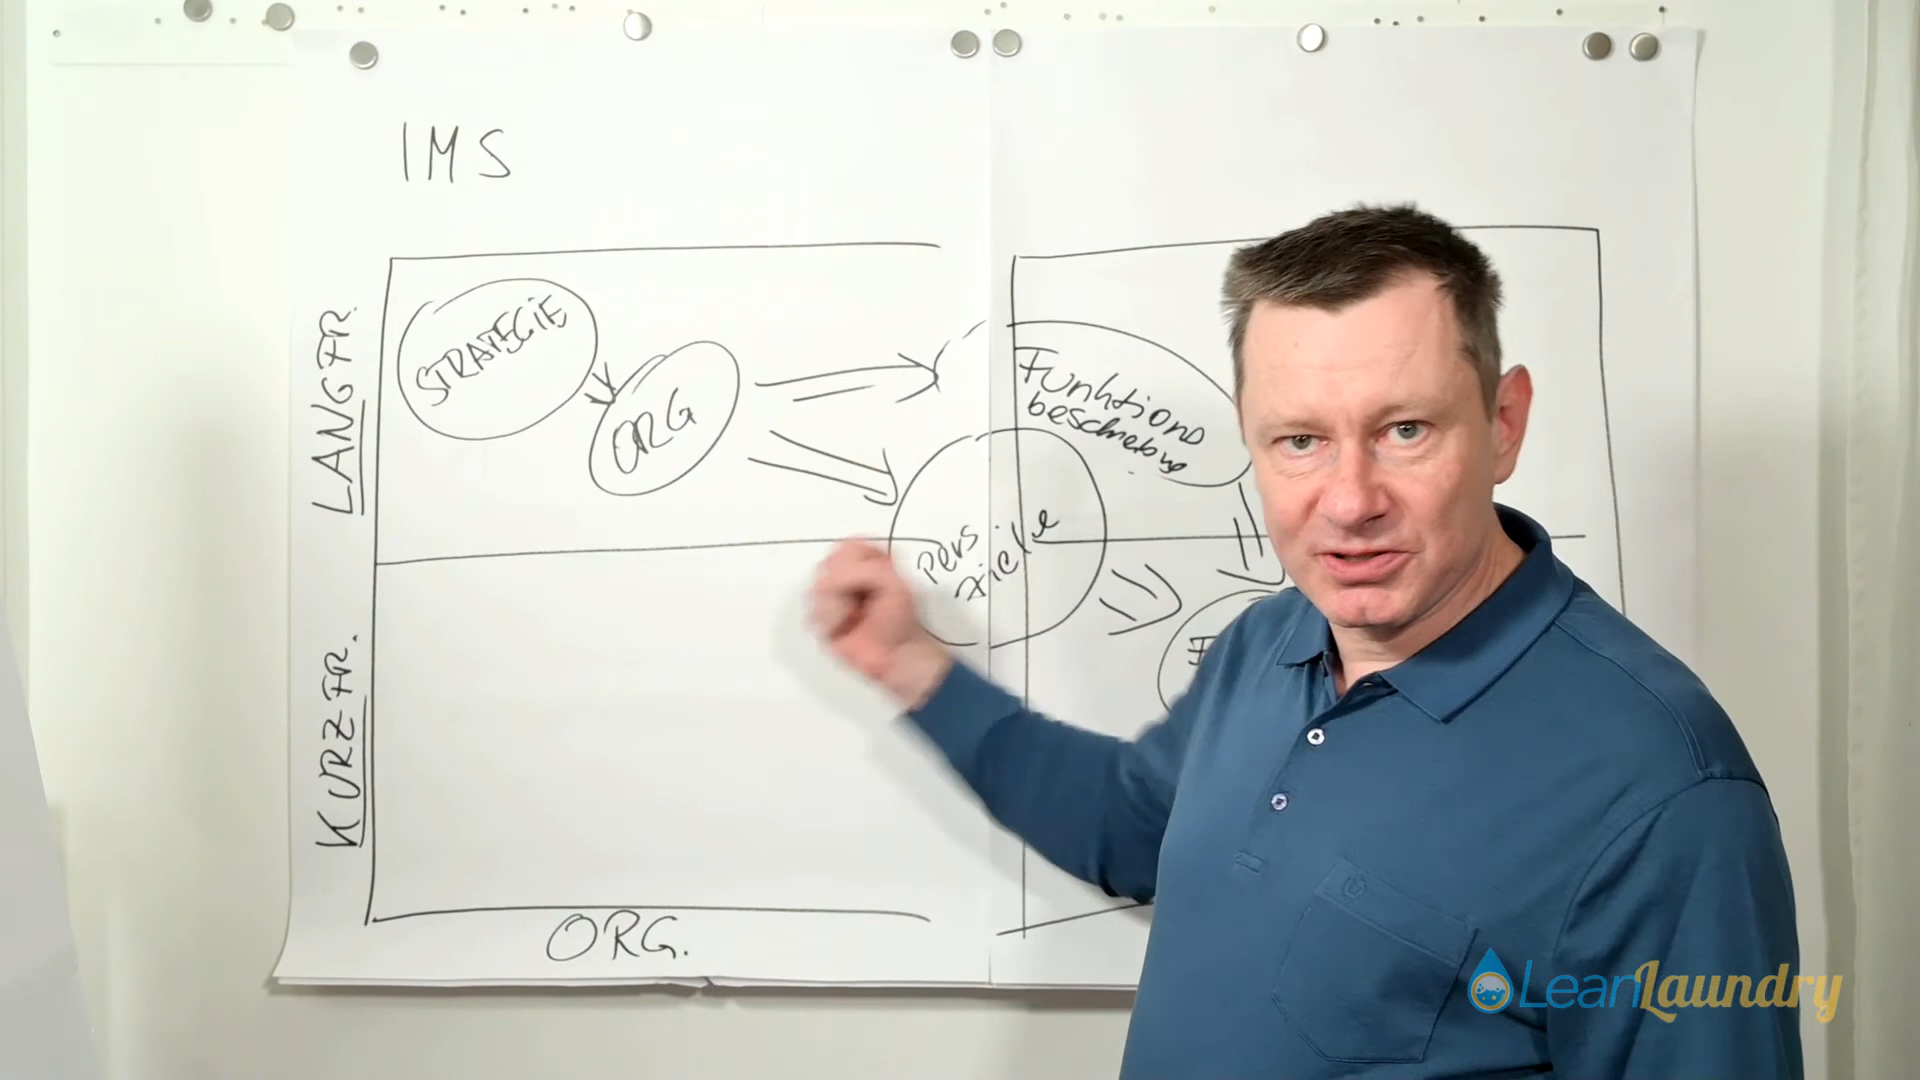 IMS
LANGFR.
STRATEGIE
ORG
Funktions
beschreibung
pers
ziele
KURZFR.
ORG.
LeanLaundry